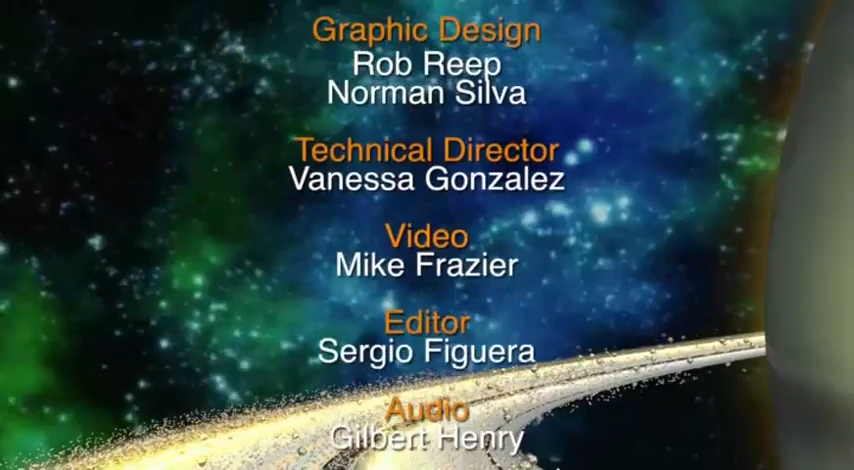 Graphic Design
Rob Reep
Norman Silva
Technical Director
Vanessa Gonzalez
Video
Mike Frazier
Editor
Sergio Figuera
Audio
Gilbert Henry